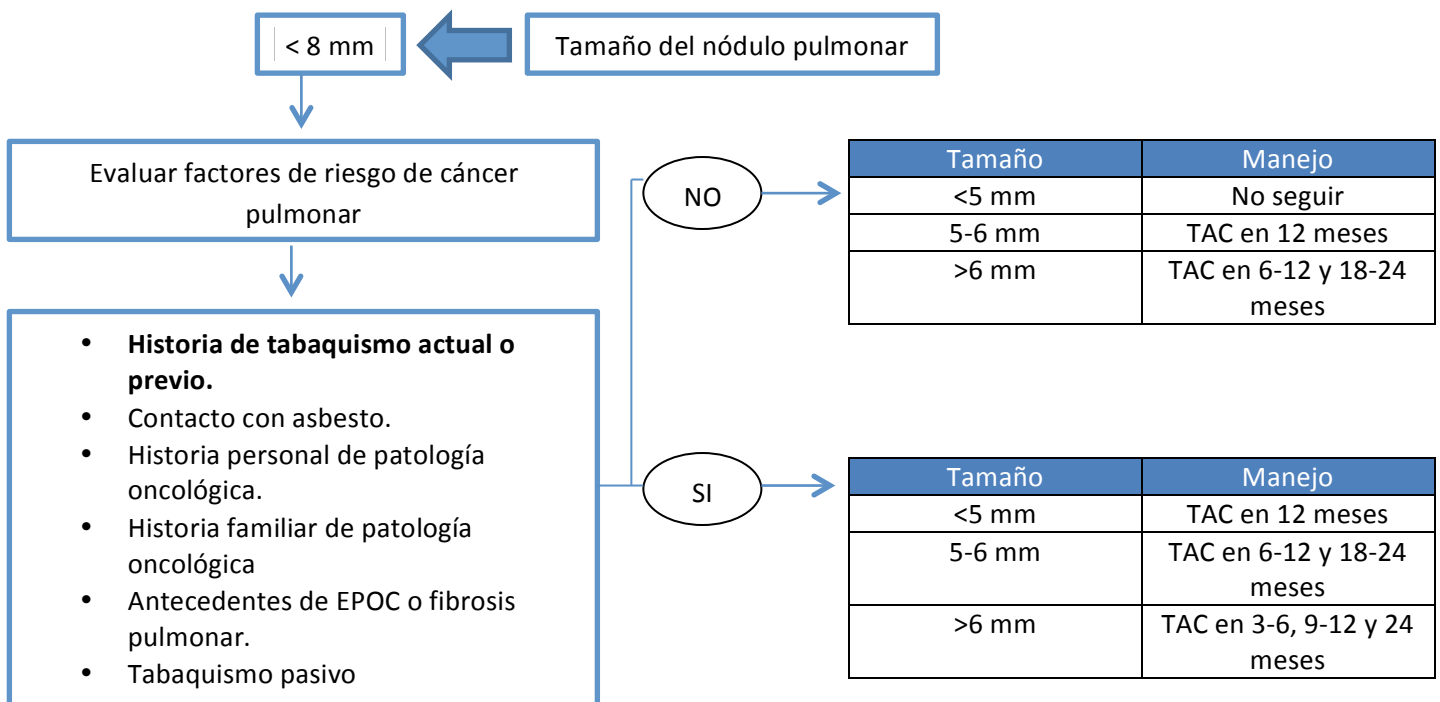 < 8 mm
Tamaño del nódulo pulmonar
Evaluar factores de riesgo de cáncer
pulmonar
• Historia de tabaquismo actual o
previo.
• Contacto con asbesto.
• Historia personal de patología
oncológica.
• Historia familiar de patología
oncológica
• Antecedentes de EPOC o fibrosis
pulmonar.
• Tabaquismo pasivo
NO
Tamaño Manejo
<5 mm No seguir
5-6 mm TAC en 12 meses
>6 mm TAC en 6-12 y 18-24
meses
SI
Tamaño Manejo
<5 mm TAC en 12 meses
5-6 mm TAC en 6-12 y 18-24
meses
>6 mm TAC en 3-6, 9-12 y 24
meses